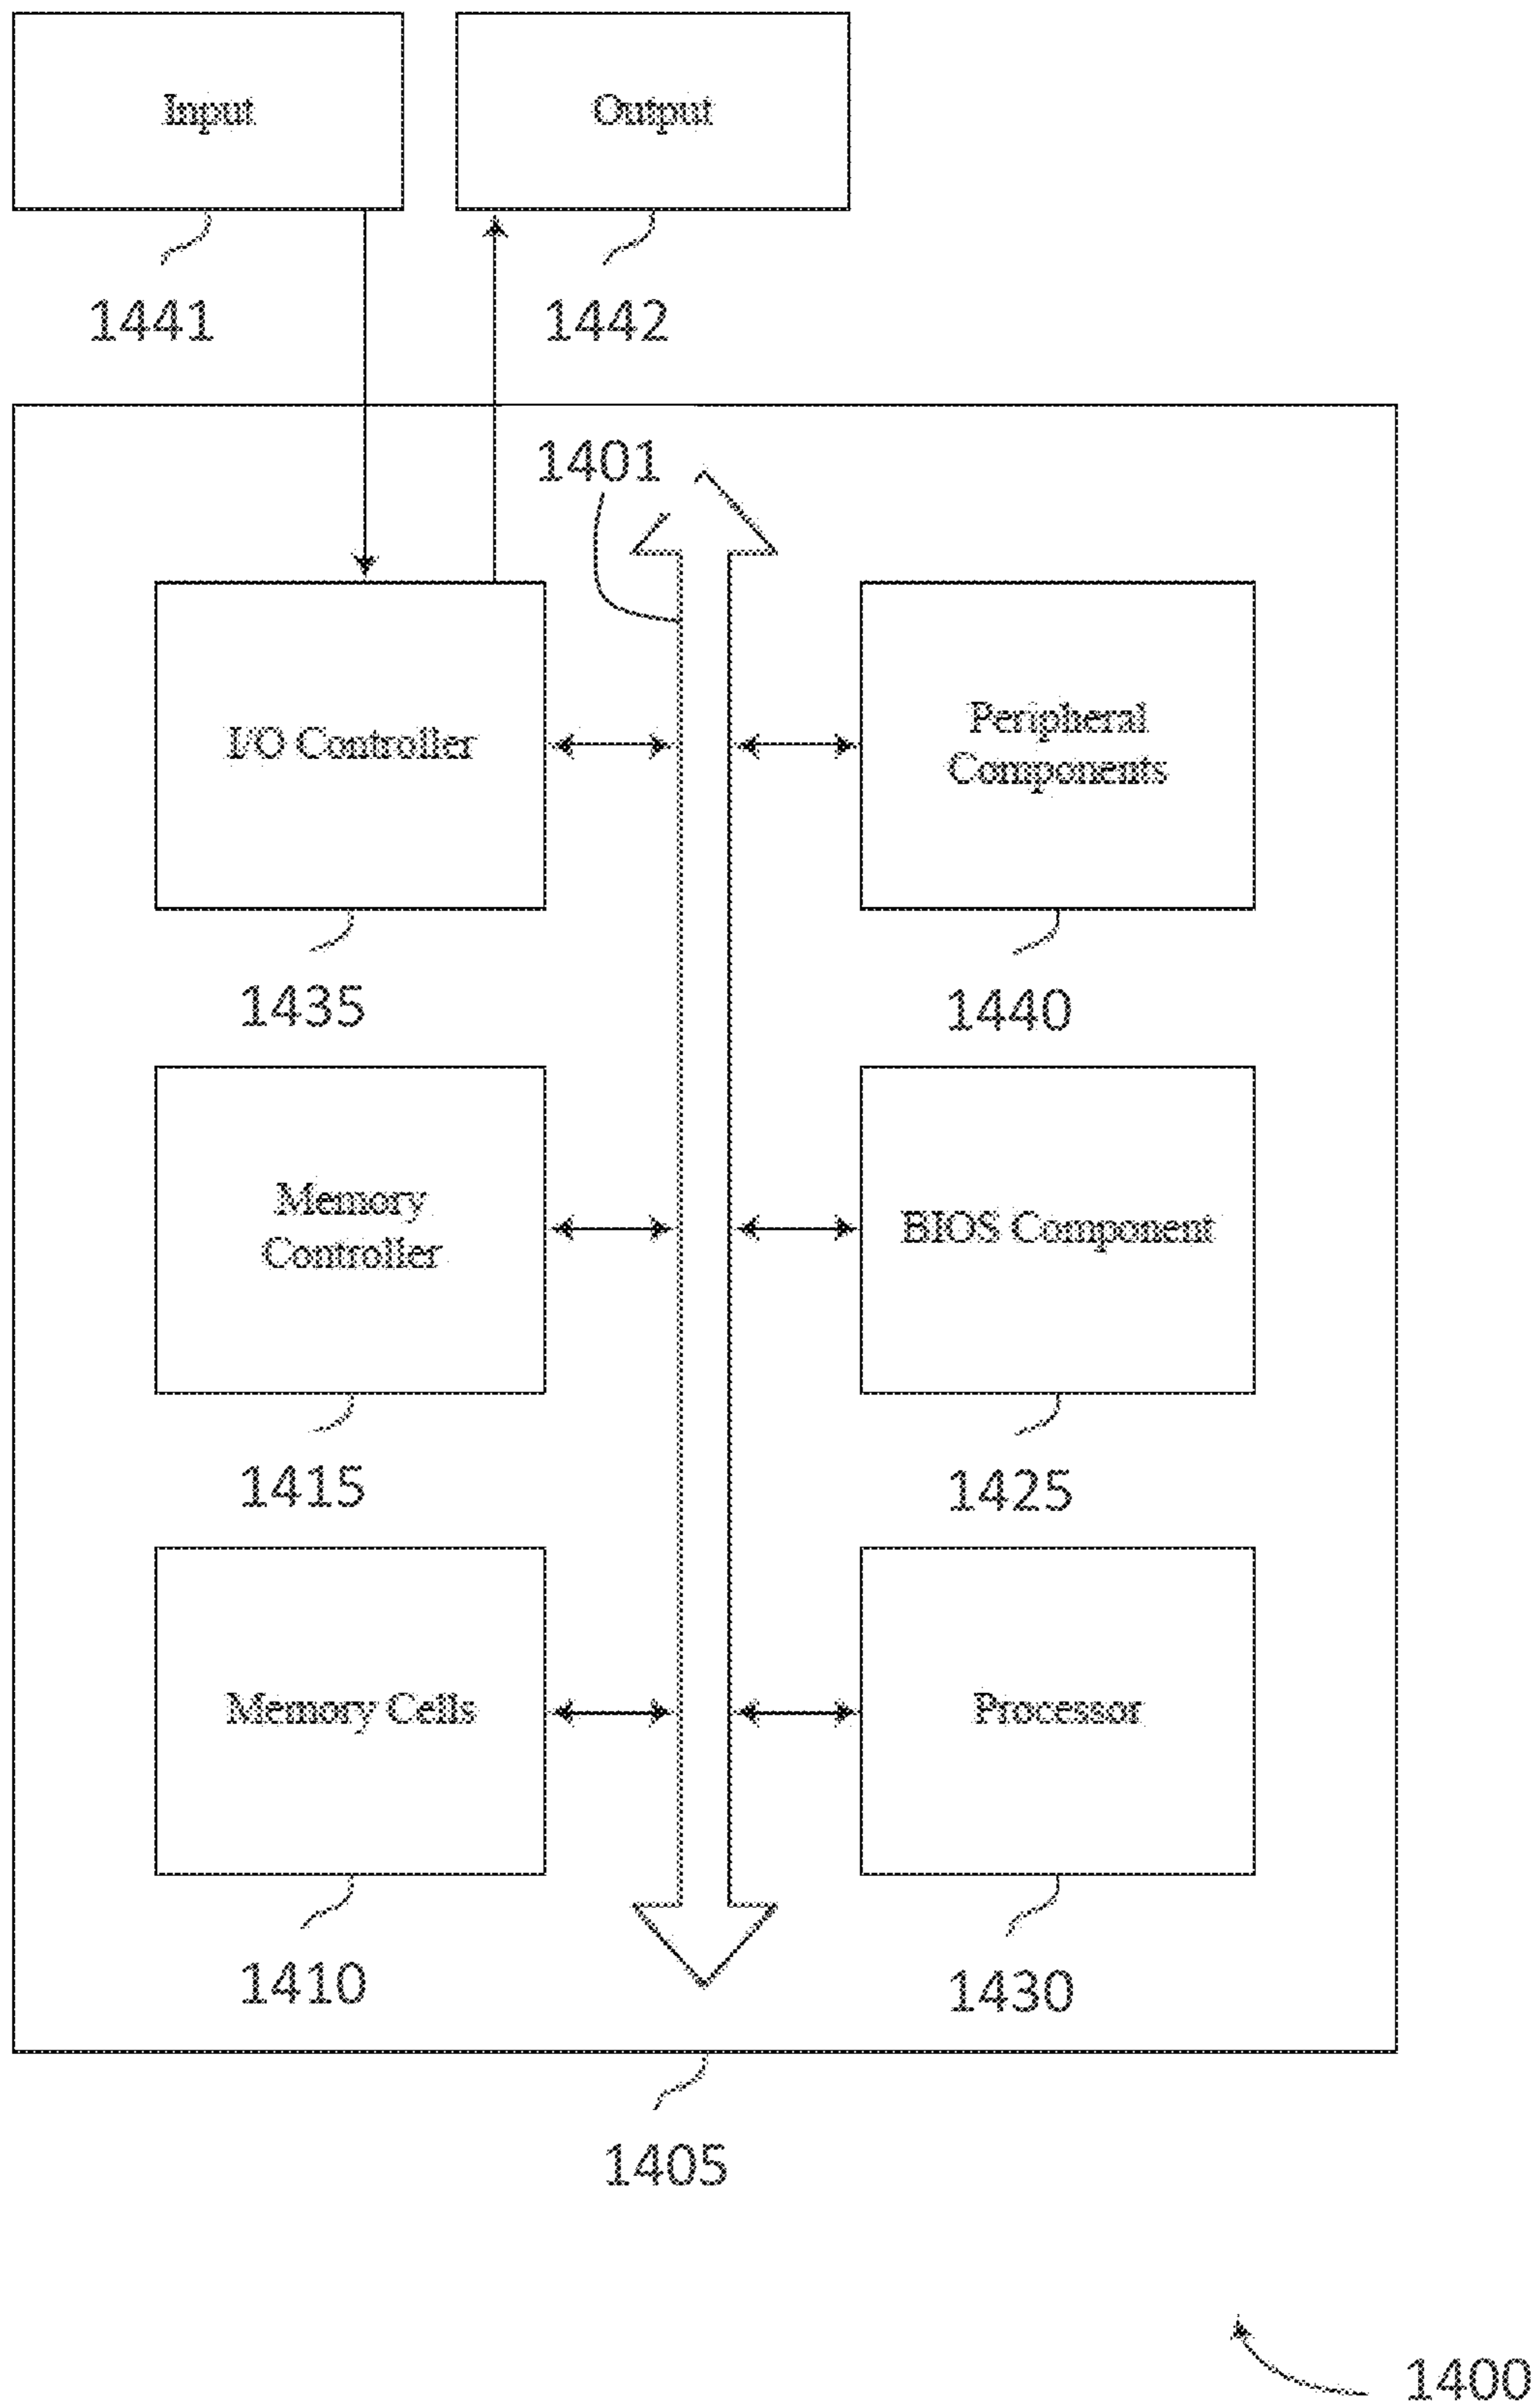 Input
Output
1441
1442
1401
I/O Controller
Peripheral
Components
1435
1440
Memory
Controller
BIOS Component
1415
1425
Memory Cells
Processor
1410
1430
1405
1400